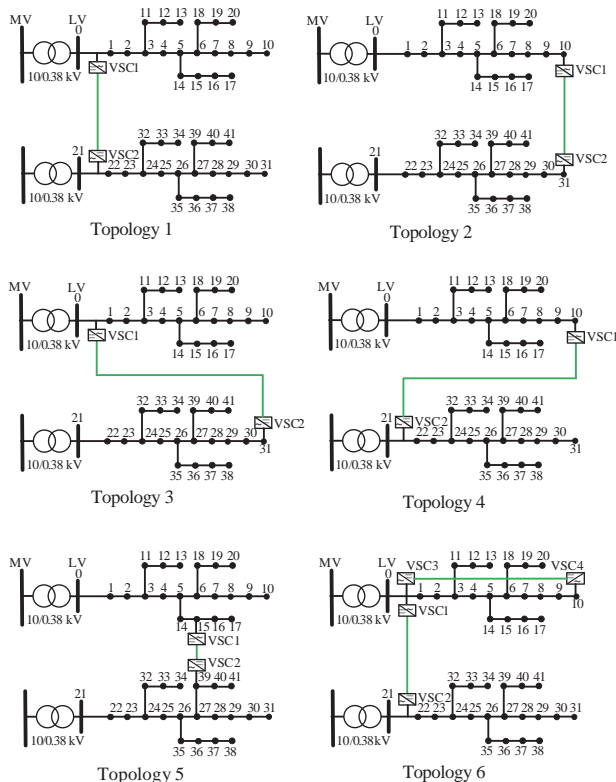 MV LV
0
11 12 13 18 19 20
1 2 3 4 5 6 7 8 9 10
10/0.38 kV
VSC1
14 15 16 17
VSC2
32 33 34 39 40 41
21
22 23 24 25 26 27 28 29 30 31
10/0.38 kV
35 36 37 38
Topology 1
MV LV
0
11 12 13 18 19 20
1 2 3 4 5 6 7 8 9 10
10/0.38 kV
VSC1
14 15 16 17
32 33 34 39 40 41
VSC2
21
22 23 24 25 26 27 28 29 30
31
10/0.38 kV
35 36 37 38
Topology 2
MV LV
0
11 12 13 18 19 20
1 2 3 4 5 6 7 8 9 10
VSC1
10/0.38 kV
14 15 16 17
32 33 34 39 40 41
VSC2
21
22 23 24 25 26 27 28 29 30
31
10/0.38 kV
35 36 37 38
Topology 3
MV LV
0
11 12 13 18 19 20
1 2 3 4 5 6 7 8 9 10
VSC1
10/0.38 kV
14 15 16 17
32 33 34 39 40 41
21 VSC2
22 23 24 25 26 27 28 29 30
31
10/0.38 kV
35 36 37 38
Topology 4
MV LV
0
11 12 13 18 19 20
1 2 3 4 5 6 7 8 9 10
10/0.38 kV
14 15 16 17
VSC1
VSC2
32 33 34 39 40 41
21
22 23 24 25 26 27 28 29 30 31
10/0.38 kV
35 36 37 38
Topology 5
MV LV
0
VSC3 11 12 13 18 19 20 VSC4
1 2 3 4 5 6 7 8 9
10
VSC1
10/0.38 kV
14 15 16 17
32 33 34 39 40 41
21 VSC2
22 23 24 25 26 27 28 29 30 31
10/0.38 kV
35 36 37 38
Topology 6